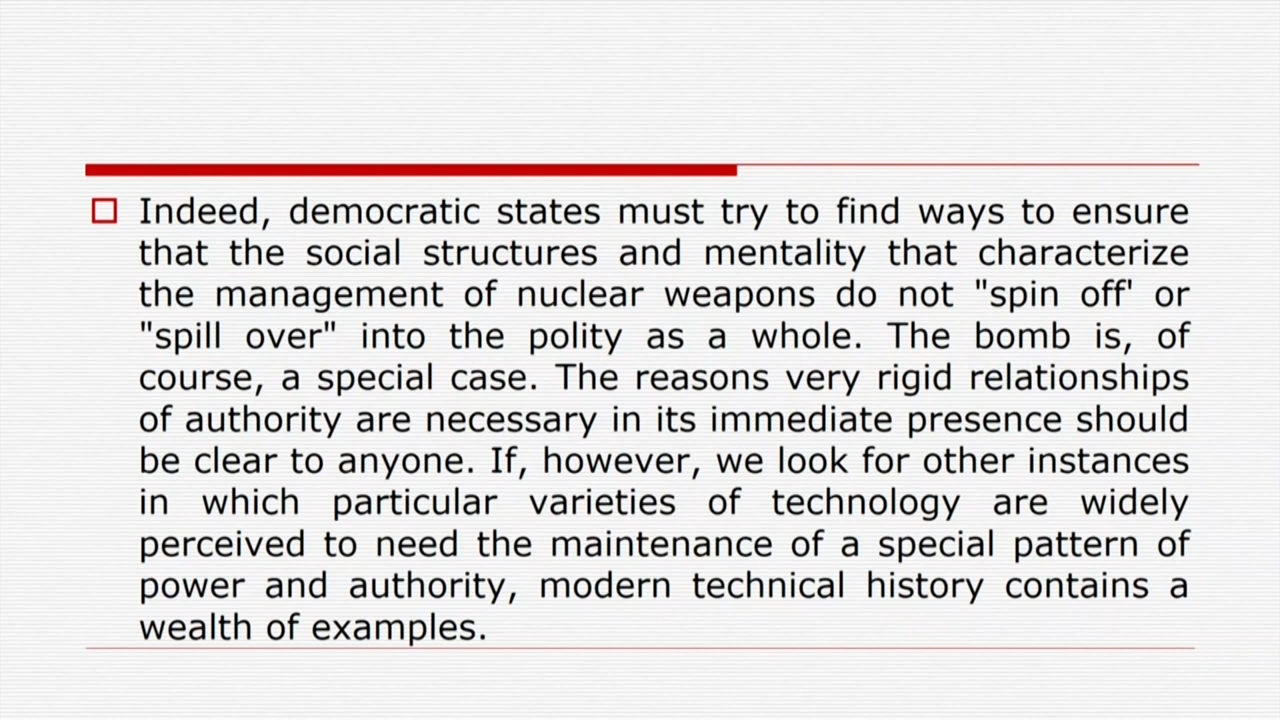 Indeed, democratic states must try to find ways to ensure
that the social structures and mentality that characterize
the management of nuclear weapons do not "spin off' or
"spill over" into the polity as a whole. The bomb is, of
course, a special case. The reasons very rigid relationships
of authority are necessary in its immediate presence should
be clear to anyone. If, however, we look for other instances
in which particular varieties of technology are widely
perceived to need the maintenance of a special pattern of
power and authority, modern technical history contains a
wealth of examples.